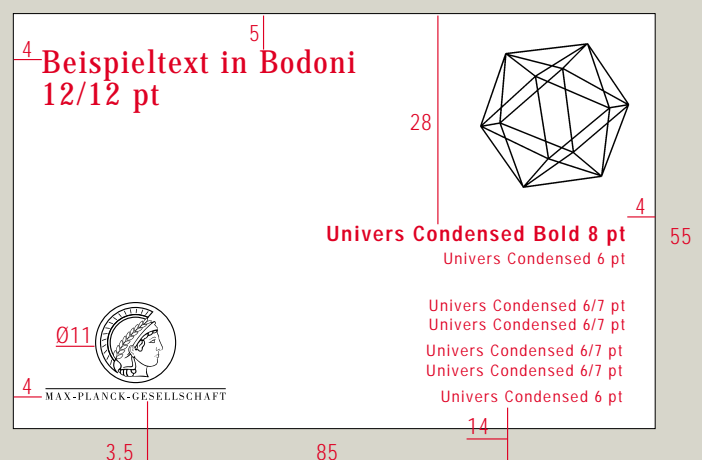 5
4
Beispieltext in Bodoni
12/12 pt
28
4
Univers Condensed Bold 8 pt
55
Univers Condensed 6 pt
Univers Condensed 6/7 pt
Univers Condensed 6/7 pt
Ø11
Univers Condensed 6/7 pt
Univers Condensed 6/7 pt
4
MAX-PLANCK-GESELLSCHAFT
Univers Condensed 6 pt
14
3,5
85